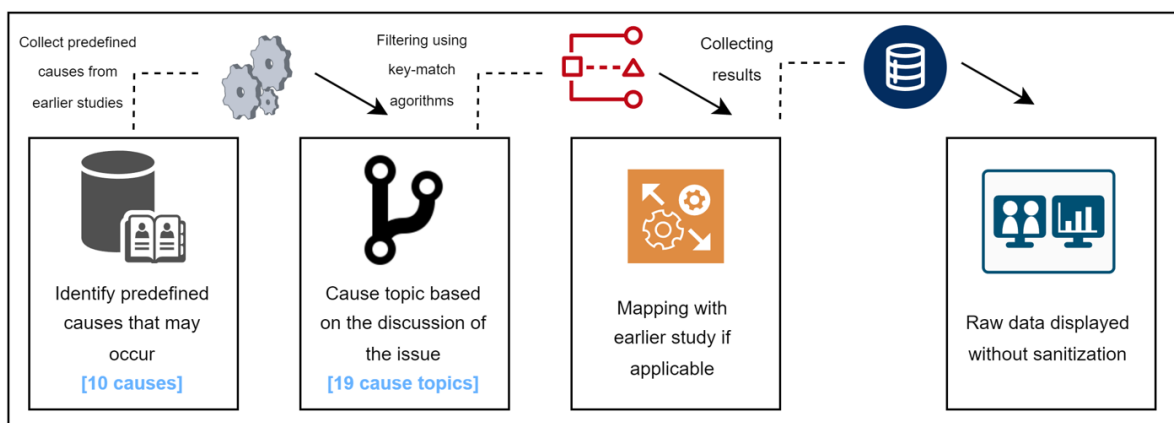 Collect predefined
causes from
earlier studies
Filtering using
key-match
agorithms
Collecting
results
Identify predefined
causes that may
occur
[10 causes]
Cause topic based
on the discussion of
the issue
[19 cause topics]
Mapping with
earlier study if
applicable
Raw data displayed
without sanitization